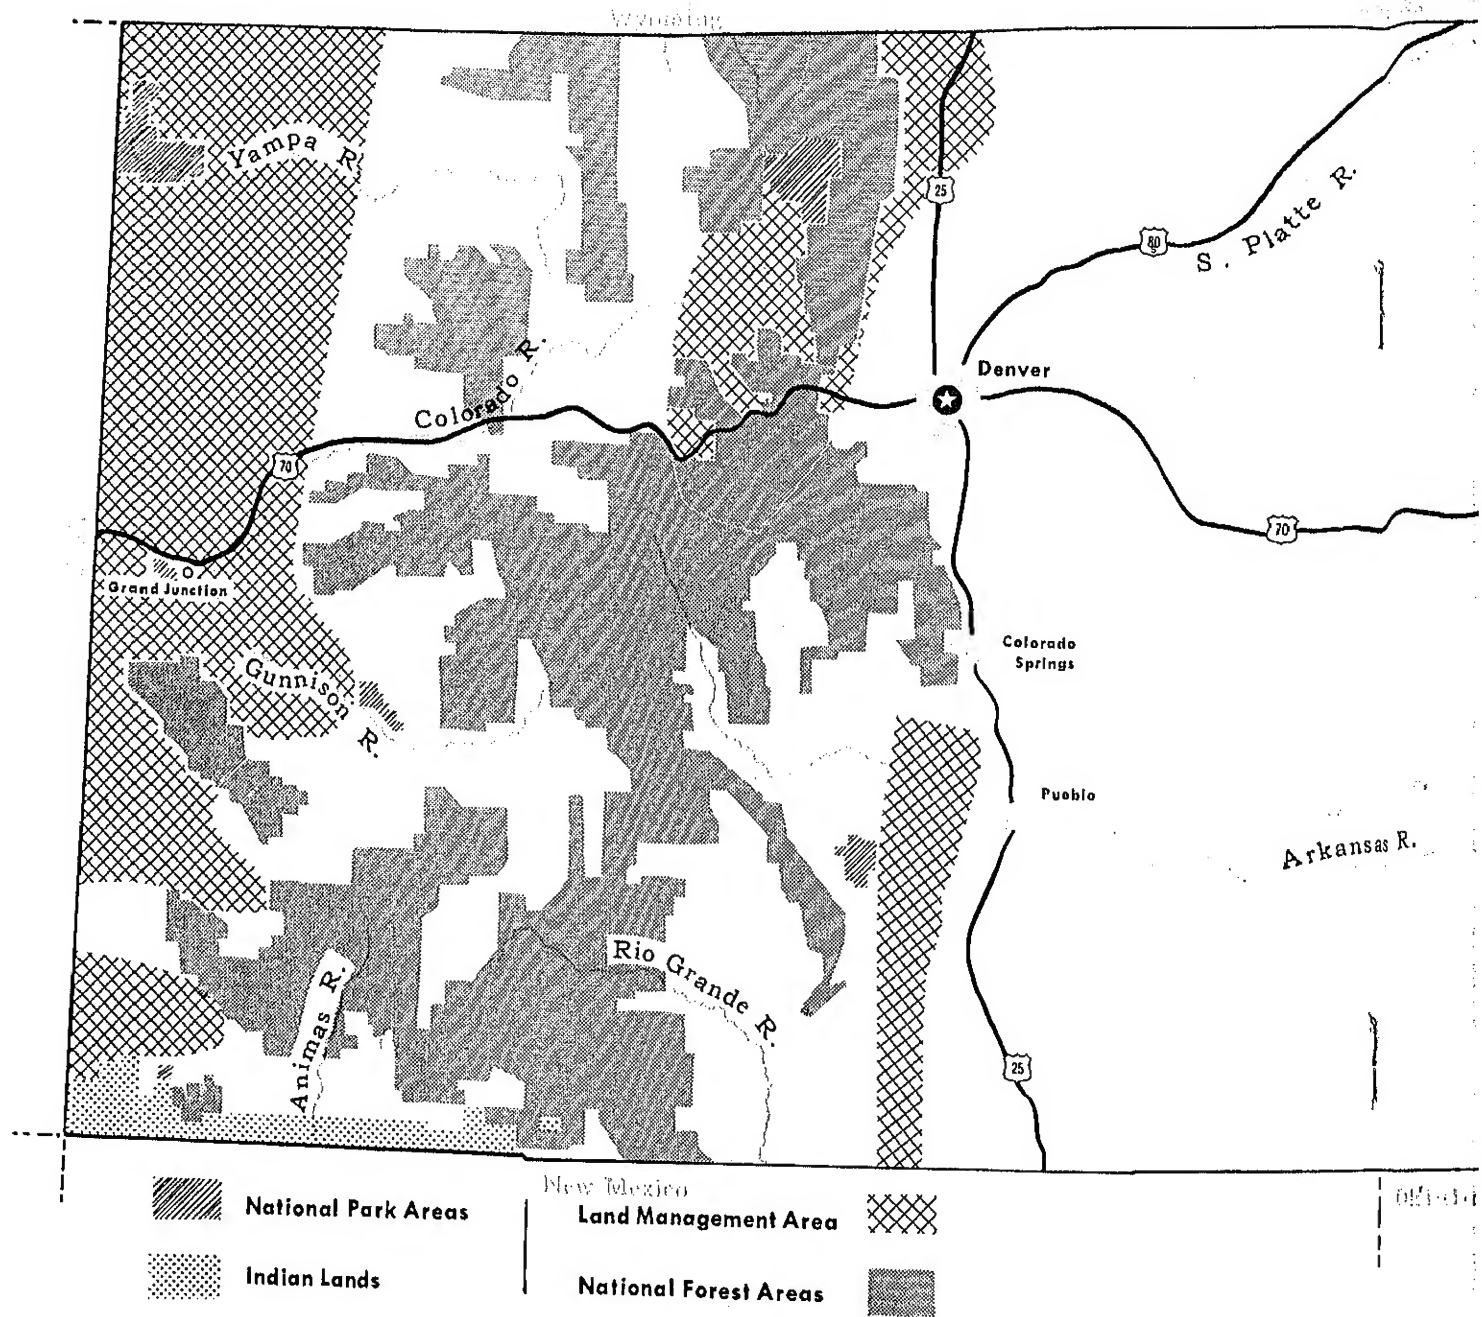 Wyoming
Yampa R.
25
80
S
S. Platte R.
Denver
Colorado R.
70
70
Grand Junction
Colorado
Springs
Gunnison R.
Pueblo
Arkansas R.
Rio Grande R.
Animas R.
25
New Mexico
National Park Areas
Land Management Area
Indian Lands
National Forest Areas